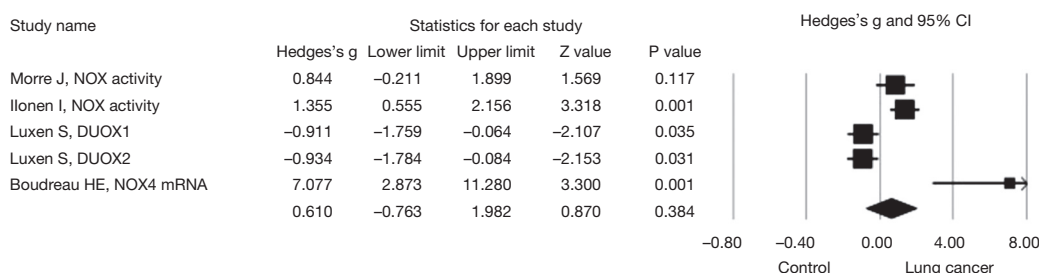 Study name Statistics for each study Hedges's g and 95% CI
Hedges's g Lower limit Upper limit Z value P value
Morre J, NOX activity 0.844 –0.211 1.899 1.569 0.117
Ilonen I, NOX activity 1.355 0.555 2.156 3.318 0.001
Luxen S, DUOX1 –0.911 –1.759 –0.064 –2.107 0.035
Luxen S, DUOX2 –0.934 –1.784 –0.084 –2.153 0.031
Boudreau HE, NOX4 mRNA 7.077 2.873 11.280 3.300 0.001
0.610 –0.763 1.982 0.870 0.384
–0.80 –0.40 0.00 4.00 8.00
Control Lung cancer